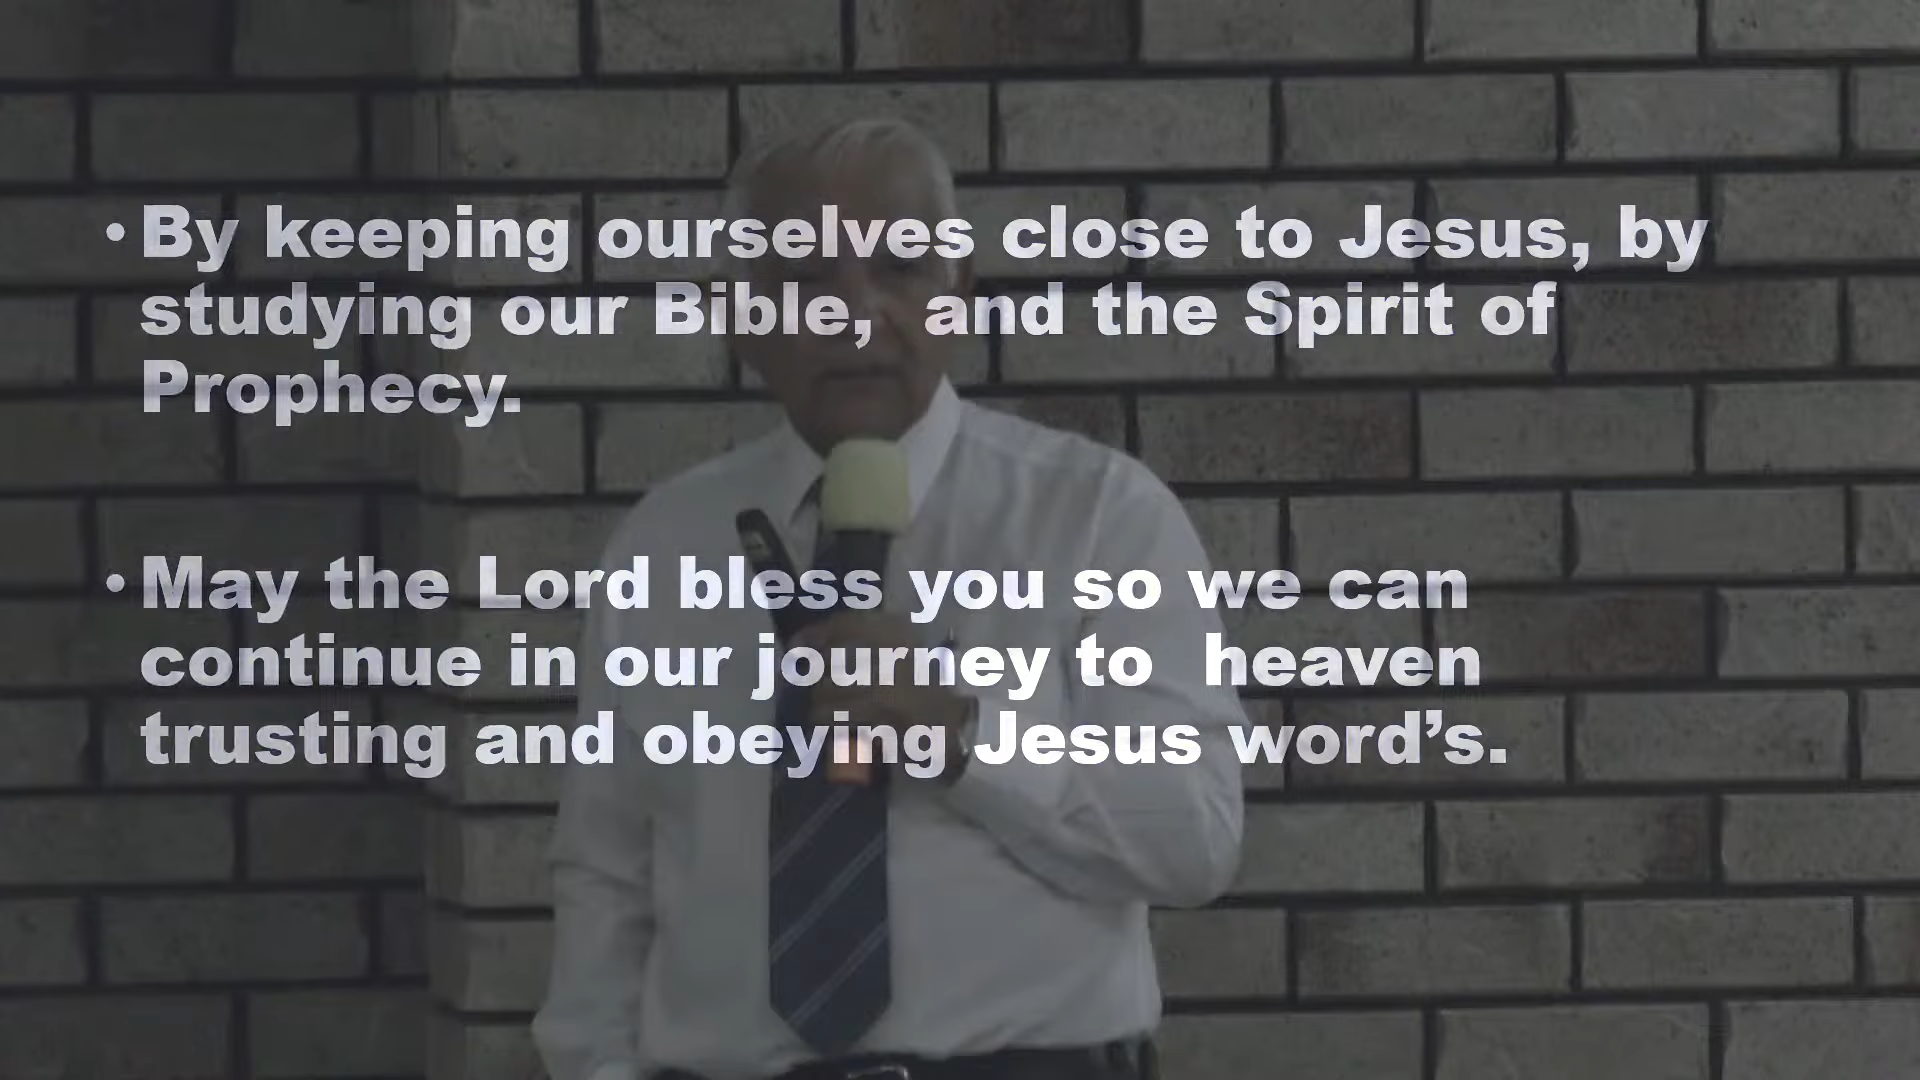 • By keeping ourselves close to Jesus, by
studying our Bible,  and the Spirit of
Prophecy.
• May the Lord bless you so we can
continue in our journey to  heaven
trusting and obeying Jesus word’s.